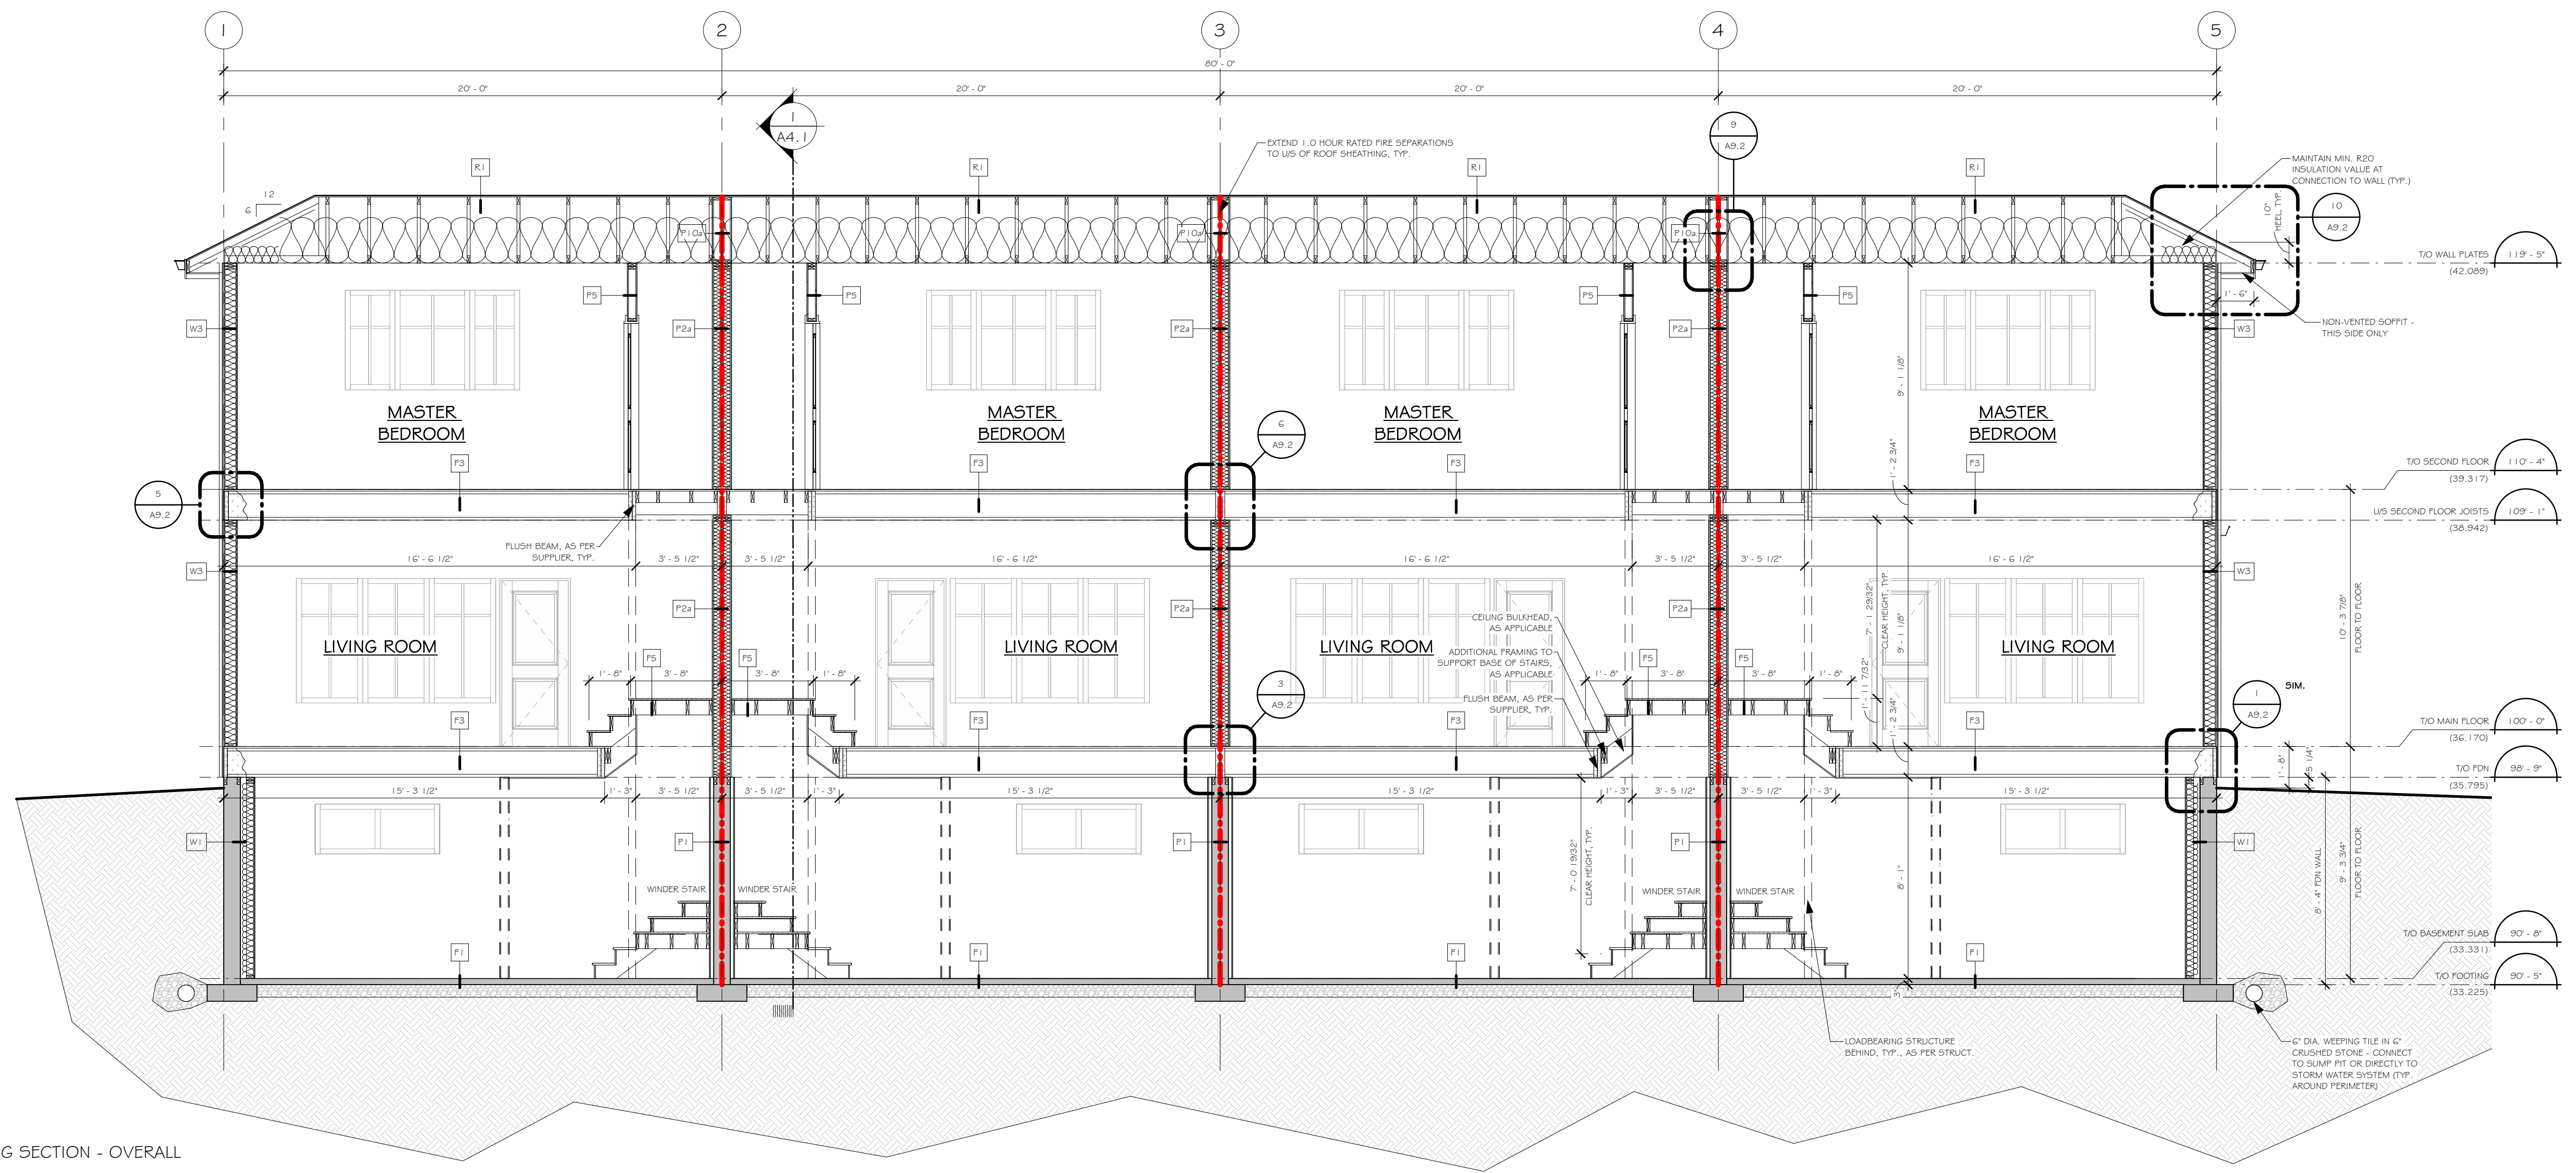 1
2
3
4
5
80' - 0"
20' - 0"
20' - 0"
20' - 0"
20' - 0"
1
A4.1
9
A9.2
EXTEND 1.0 HOUR RATED FIRE SEPARATIONS
TO U/S OF ROOF SHEATHING, TYP.
MAINTAIN MIN. R20
INSULATION VALUE AT
CONNECTION TO WALL (TYP.)
R1
R1
R1
R1
12
6
10"
HEEL, TYP.
10
A9.2
P10a
P10a
P10a
T/O WALL PLATES
119' - 5"
(42.089)
P5
P5
P5
P5
1' - 6"
W3
P2a
P2a
P2a
W3
NON-VENTED SOFFIT -
THIS SIDE ONLY
9' - 1 1/8"
MASTER
BEDROOM
MASTER
BEDROOM
MASTER
BEDROOM
MASTER
BEDROOM
6
A9.2
1' - 2 3/4"
F3
F3
F3
F3
T/O SECOND FLOOR
110' - 4"
(39.317)
5
A9.2
U/S SECOND FLOOR JOISTS
109' - 1"
(38.942)
FLUSH BEAM, AS PER
SUPPLIER, TYP.
16' - 6 1/2"
3' - 5 1/2"
3' - 5 1/2"
16' - 6 1/2"
16' - 6 1/2"
3' - 5 1/2"
3' - 5 1/2"
16' - 6 1/2"
W3
W3
P2a
P2a
P2a
7' - 1 29/32"
CLEAR HEIGHT, TYP.
9' - 1 1/8"
10' - 3 7/8"
FLOOR TO FLOOR
CEILING BULKHEAD,
AS APPLICABLE
LIVING ROOM
LIVING ROOM
LIVING ROOM
LIVING ROOM
ADDITIONAL FRAMING TO
SUPPORT BASE OF STAIRS,
AS APPLICABLE
F5
F5
F5
F5
1' - 8"
3' - 8"
3' - 8"
1' - 8"
1' - 8"
3' - 8"
3' - 8"
1' - 8"
3
A9.2
FLUSH BEAM, AS PER
SUPPLIER, TYP.
1' - 11 7/32"
1' - 2 3/4"
SIM.
1
A9.2
F3
F3
F3
F3
T/O MAIN FLOOR
100' - 0"
(36.170)
1' - 8"
5 1/4"
T/O FDN
98' - 9"
(35.795)
15' - 3 1/2"
1' - 3"
3' - 5 1/2"
3' - 5 1/2"
1' - 3"
15' - 3 1/2"
15' - 3 1/2"
1' - 3"
3' - 5 1/2"
3' - 5 1/2"
1' - 3"
15' - 3 1/2"
W1
P1
P1
P1
W1
7' - 0 19/32"
CLEAR HEIGHT, TYP.
8' - 1"
8' - 4" FDN WALL
9' - 3 3/4"
FLOOR TO FLOOR
WINDER STAIR
WINDER STAIR
WINDER STAIR
WINDER STAIR
F1
F1
F1
F1
T/O BASEMENT SLAB
90' - 8"
(33.331)
T/O FOOTING
90' - 5"
(33.225)
3"
LOADBEARING STRUCTURE
BEHIND, TYP., AS PER STRUCT.
6" DIA. WEEPING TILE IN 6"
CRUSHED STONE - CONNECT
TO SUMP PIT OR DIRECTLY TO
STORM WATER SYSTEM (TYP.
AROUND PERIMETER)
G SECTION - OVERALL